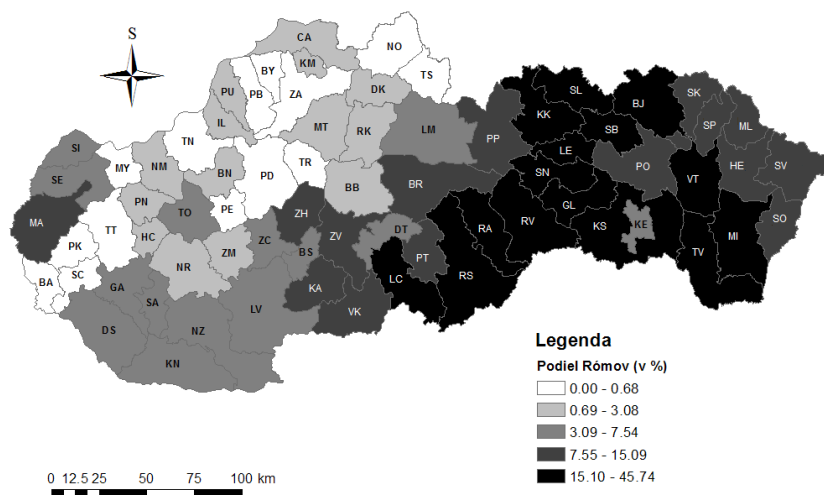 S
CA
NO
KM
BY
TS
PU
PB
ZA
DK
SL
BJ
SK
IL
MT
RK
LM
PP
KK
SB
SP
ML
SI
TN
LE
MY
NM
BN
PD
TR
BB
BR
SN
PO
VT
HE
SV
SE
PN
TO
PE
ZH
GL
MA
TT
HC
ZC
ZV
DT
RA
RV
KS
KE
SO
PK
ZM
BS
PT
TV
MI
BA
SC
GA
NR
KA
LC
RS
SA
LV
VK
DS
NZ
KN
Legenda
Podiel Rómov (v %)
0.00 - 0.68
0.69 - 3.08
3.09 - 7.54
7.55 - 15.09
15.10 - 45.74
0 12.5 25 50 75 100 km